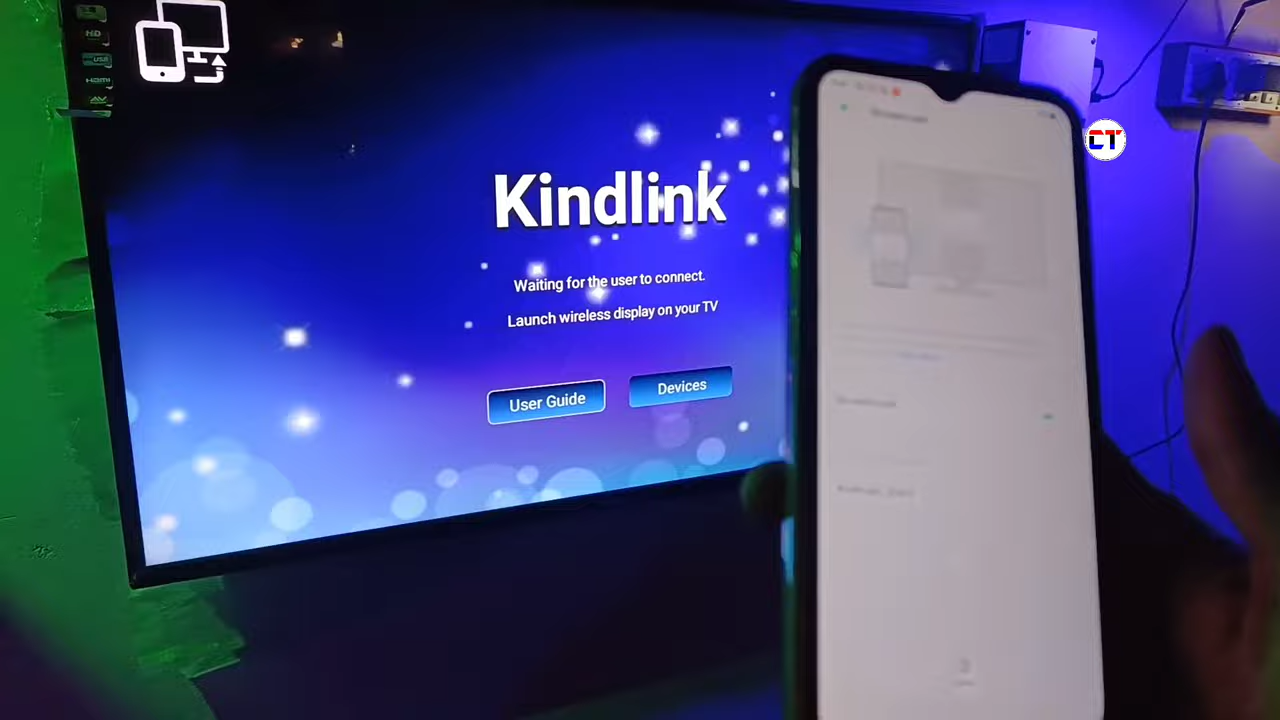 HD
USB
HDMI
AV
Kindlink
Waiting for the user to connect.
Launch wireless display on your TV
User Guide
Devices
CT